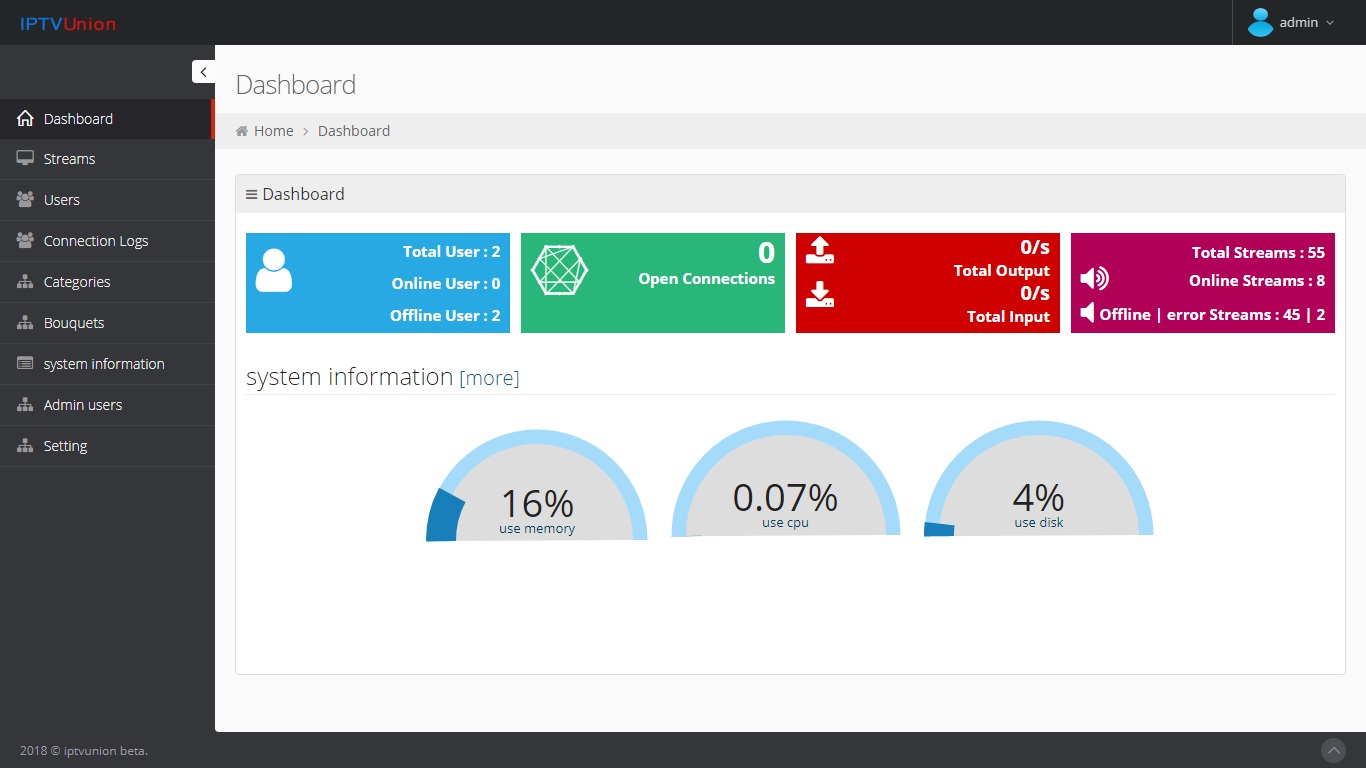 IPTVUnion
admin
Dashboard
Streams
Users
Connection Logs
Categories
Bouquets
system information
Admin users
Setting
Dashboard
Home > Dashboard
Dashboard
Total User : 2
Online User : 0
Offline User : 2
0
Open Connections
0/s
Total Output
0/s
Total Input
Total Streams : 55
Online Streams : 8
Offline | error Streams : 45 | 2
system information [more]
16%
use memory
0.07%
use cpu
4%
use disk
2018 © iptvunion beta.